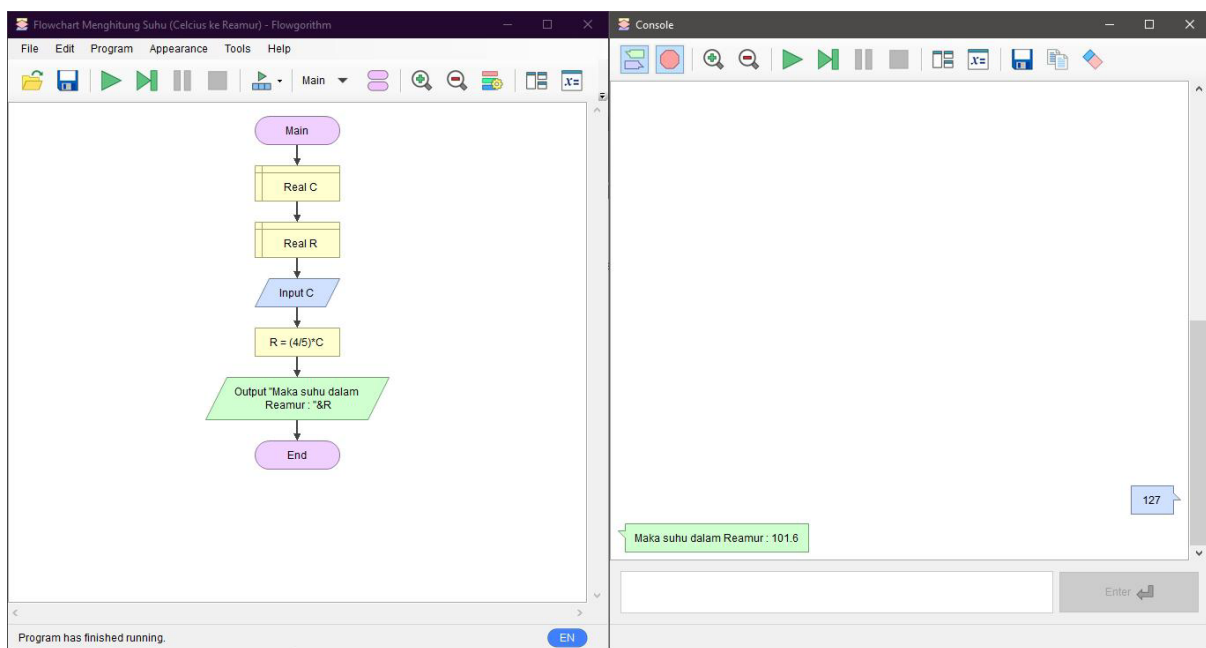 Flowchart Menghitung Suhu (Celcius ke Reamur) - Flowgorithm
File Edit Program Appearance Tools Help
Main
x=
Main
Real C
Real R
Input C
R = (4/5)*C
Output "Maka suhu dalam
Reamur : "&R
End
Program has finished running.
EN
Console
x=
127
Maka suhu dalam Reamur : 101.6
Enter